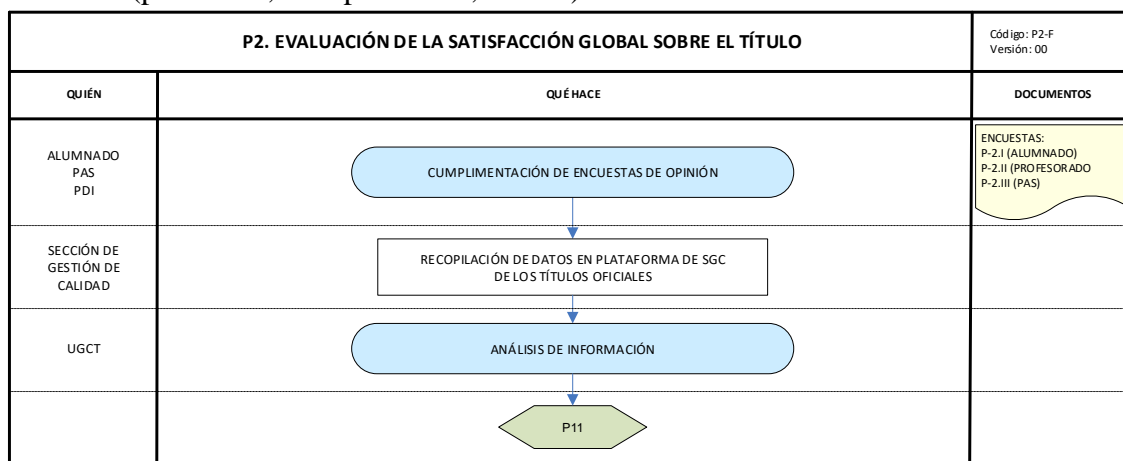 P2. EVALUACIÓN DE LA SATISFACCIÓN GLOBAL SOBRE EL TÍTULO
Código: P2-F
Versión: 00
QUIÉN
QUÉ HACE
DOCUMENTOS
ALUMNADO
PAS
PDI
CUMPLIMENTACIÓN DE ENCUESTAS DE OPINIÓN
ENCUESTAS:
P-2.I (ALUMNADO)
P-2.II (PROFESORADO
P-2.III (PAS)
SECCIÓN DE
GESTIÓN DE
CALIDAD
RECOPILACIÓN DE DATOS EN PLATAFORMA DE SGC
DE LOS TÍTULOS OFICIALES
UGCT
ANÁLISIS DE INFORMACIÓN
P11